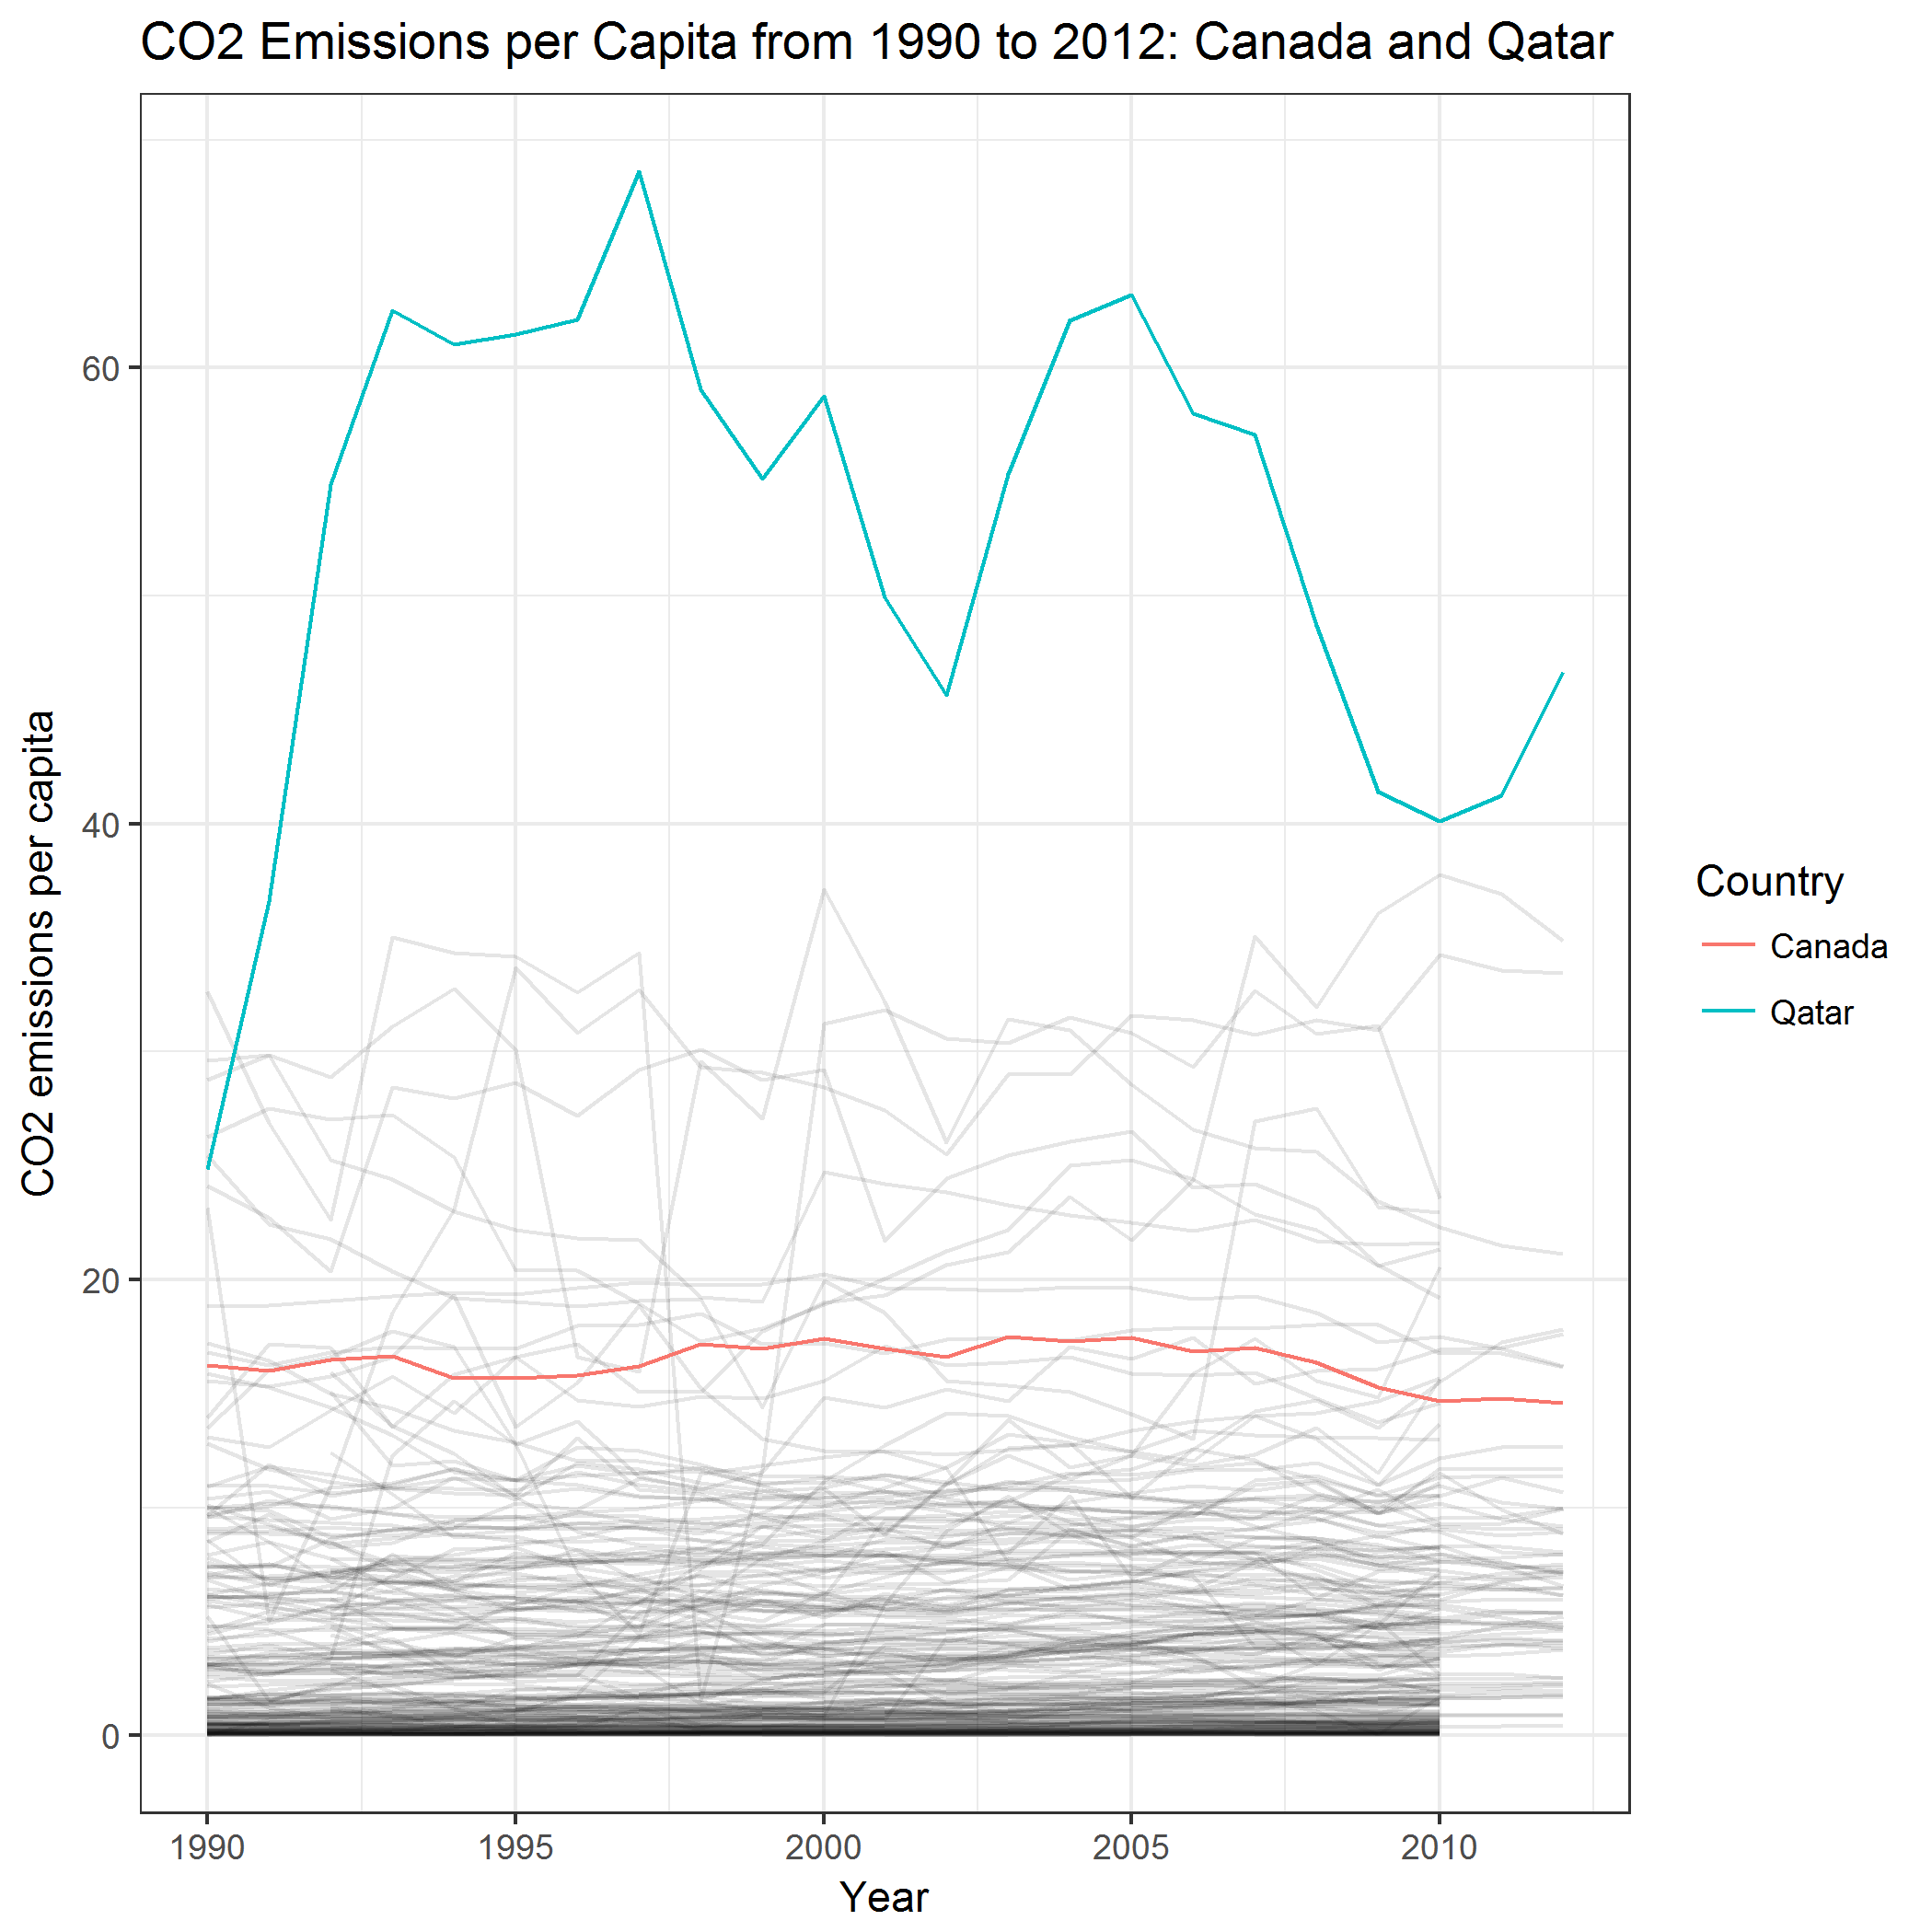 CO2 Emissions per Capita from 1990 to 2012: Canada and Qatar
CO2 emissions per capita
60
40
20
0
1990 1995 2000 2005 2010
Year
Country
Canada
Qatar